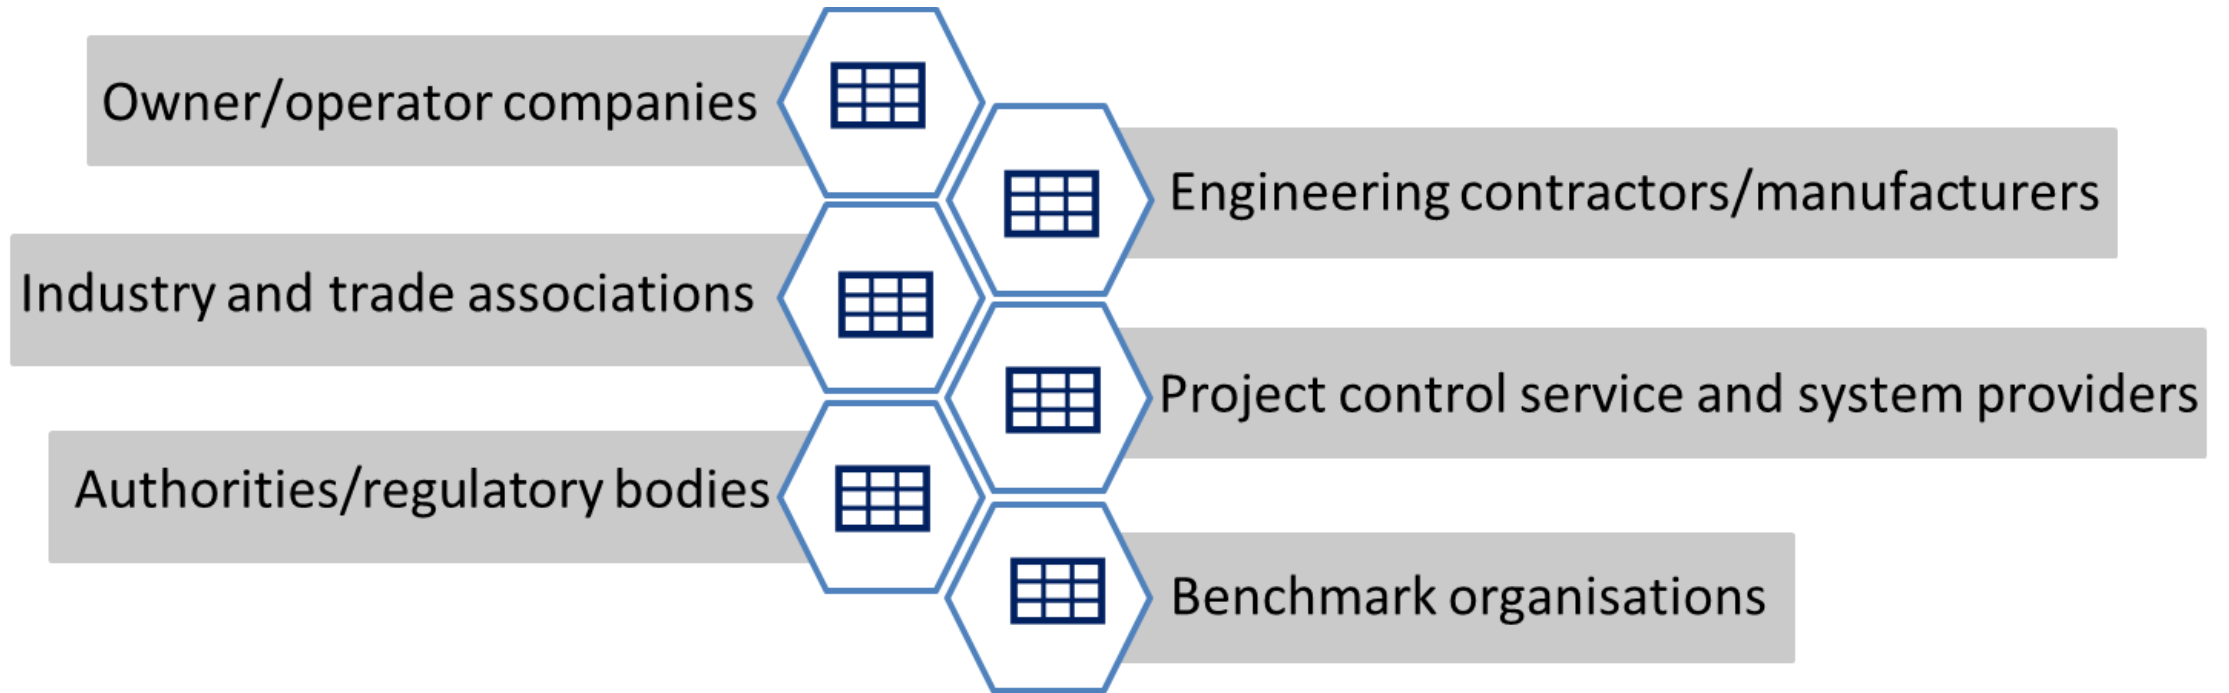 Owner/operator companies
Engineering contractors/manufacturers
Industry and trade associations
Project control service and system providers
Authorities/regulatory bodies
Benchmark organisations